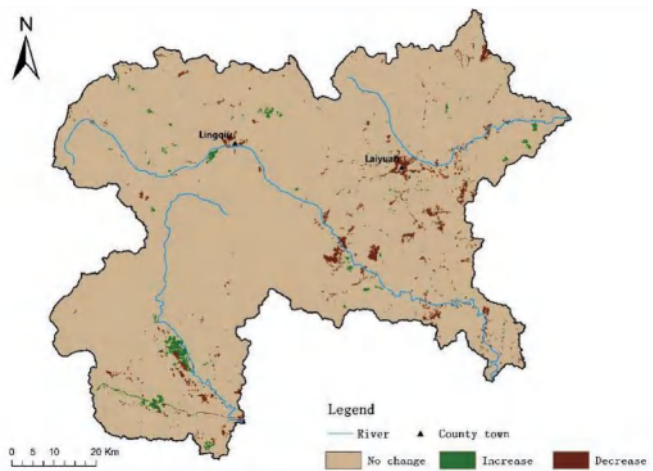 N
Lingqiu
Laiyuan
Legend
River
County town
0 5 10 20 Km
No change
Increase
Decrease